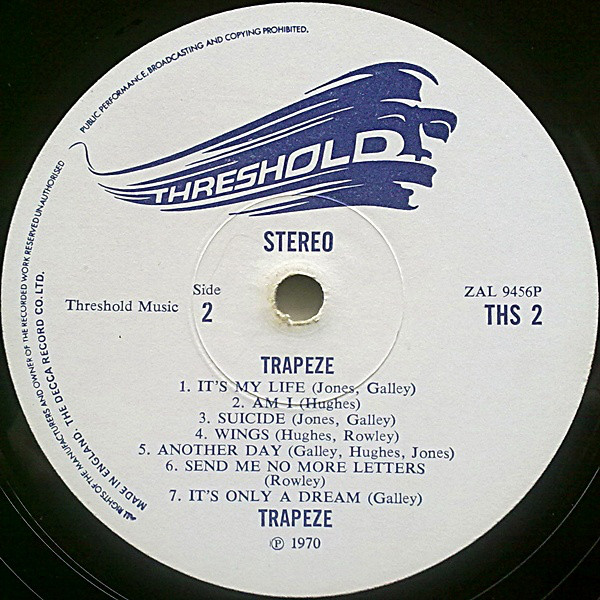 PUBLIC PERFORMANCE, BROADCASTING AND COPYING PROHIBITED.
ALL RIGHTS OF THE MANUFACTURERS AND OWNER OF THE RECORDED WORK RESERVED UNAUTHORISED
MADE IN ENGLAND. THE DECCA RECORD CO. LTD.
THRESHOLD
STEREO
Threshold Music
Side
2
ZAL 9456P
THS 2
TRAPEZE
1. IT'S MY LIFE (Jones, Galley)
2. AM I (Hughes)
3. SUICIDE (Jones, Galley)
4. WINGS (Hughes, Rowley)
5. ANOTHER DAY (Galley, Hughes, Jones)
6. SEND ME NO MORE LETTERS
(Rowley)
7. IT'S ONLY A DREAM (Galley)
TRAPEZE
℗ 1970